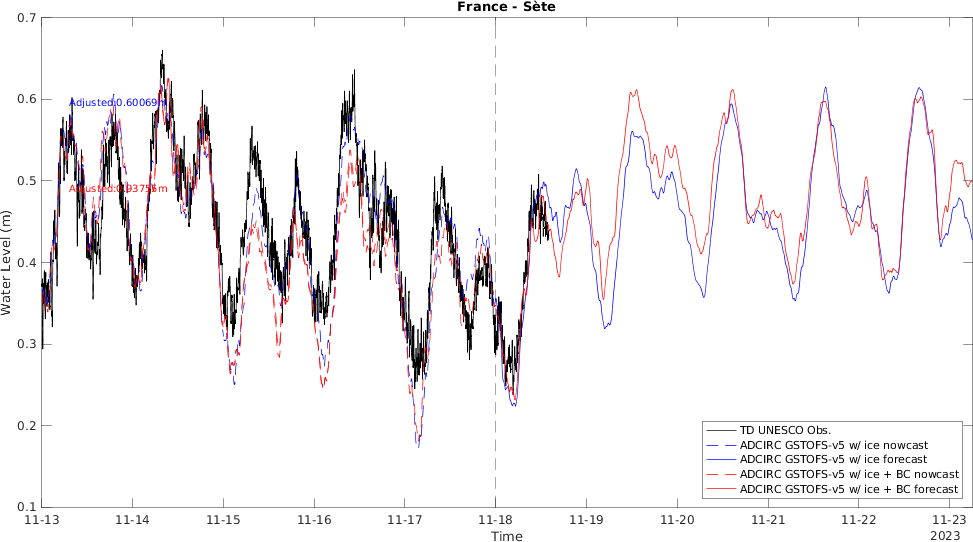 France - Sète
Water Level (m)
0.7
0.6
0.5
0.4
0.3
0.2
0.1
Adjusted:0.60069m
Adjusted:0.93755m
TD UNESCO Obs.
ADCIRC GSTOFS-v5 w/ ice nowcast
ADCIRC GSTOFS-v5 w/ ice forecast
ADCIRC GSTOFS-v5 w/ ice + BC nowcast
ADCIRC GSTOFS-v5 w/ ice + BC forecast
11-13 11-14 11-15 11-16 11-17 11-18 11-19 11-20 11-21 11-22 11-23
Time
2023